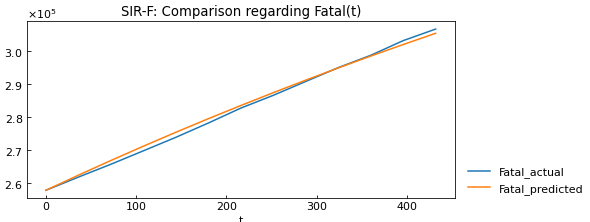 SIR-F: Comparison regarding Fatal(t)
×10⁵
3.0
2.9
2.8
2.7
2.6
0 100 200 300 400
t
Fatal_actual
Fatal_predicted